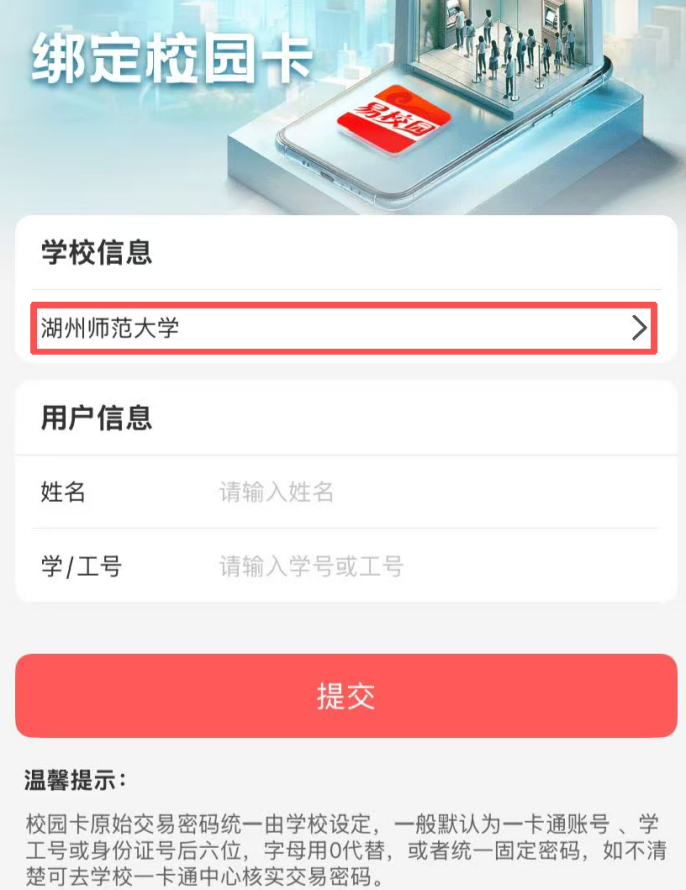 绑定校园卡
易校园
学校信息
湖州师范大学
用户信息
姓名 请输入姓名
学/工号 请输入学号或工号
提交
温馨提示：
校园卡原始交易密码统一由学校设定，一般默认为一卡通账号 、学
工号或身份证号后六位，字母用0代替，或者统一固定密码，如不清
楚可去学校一卡通中心核实交易密码。